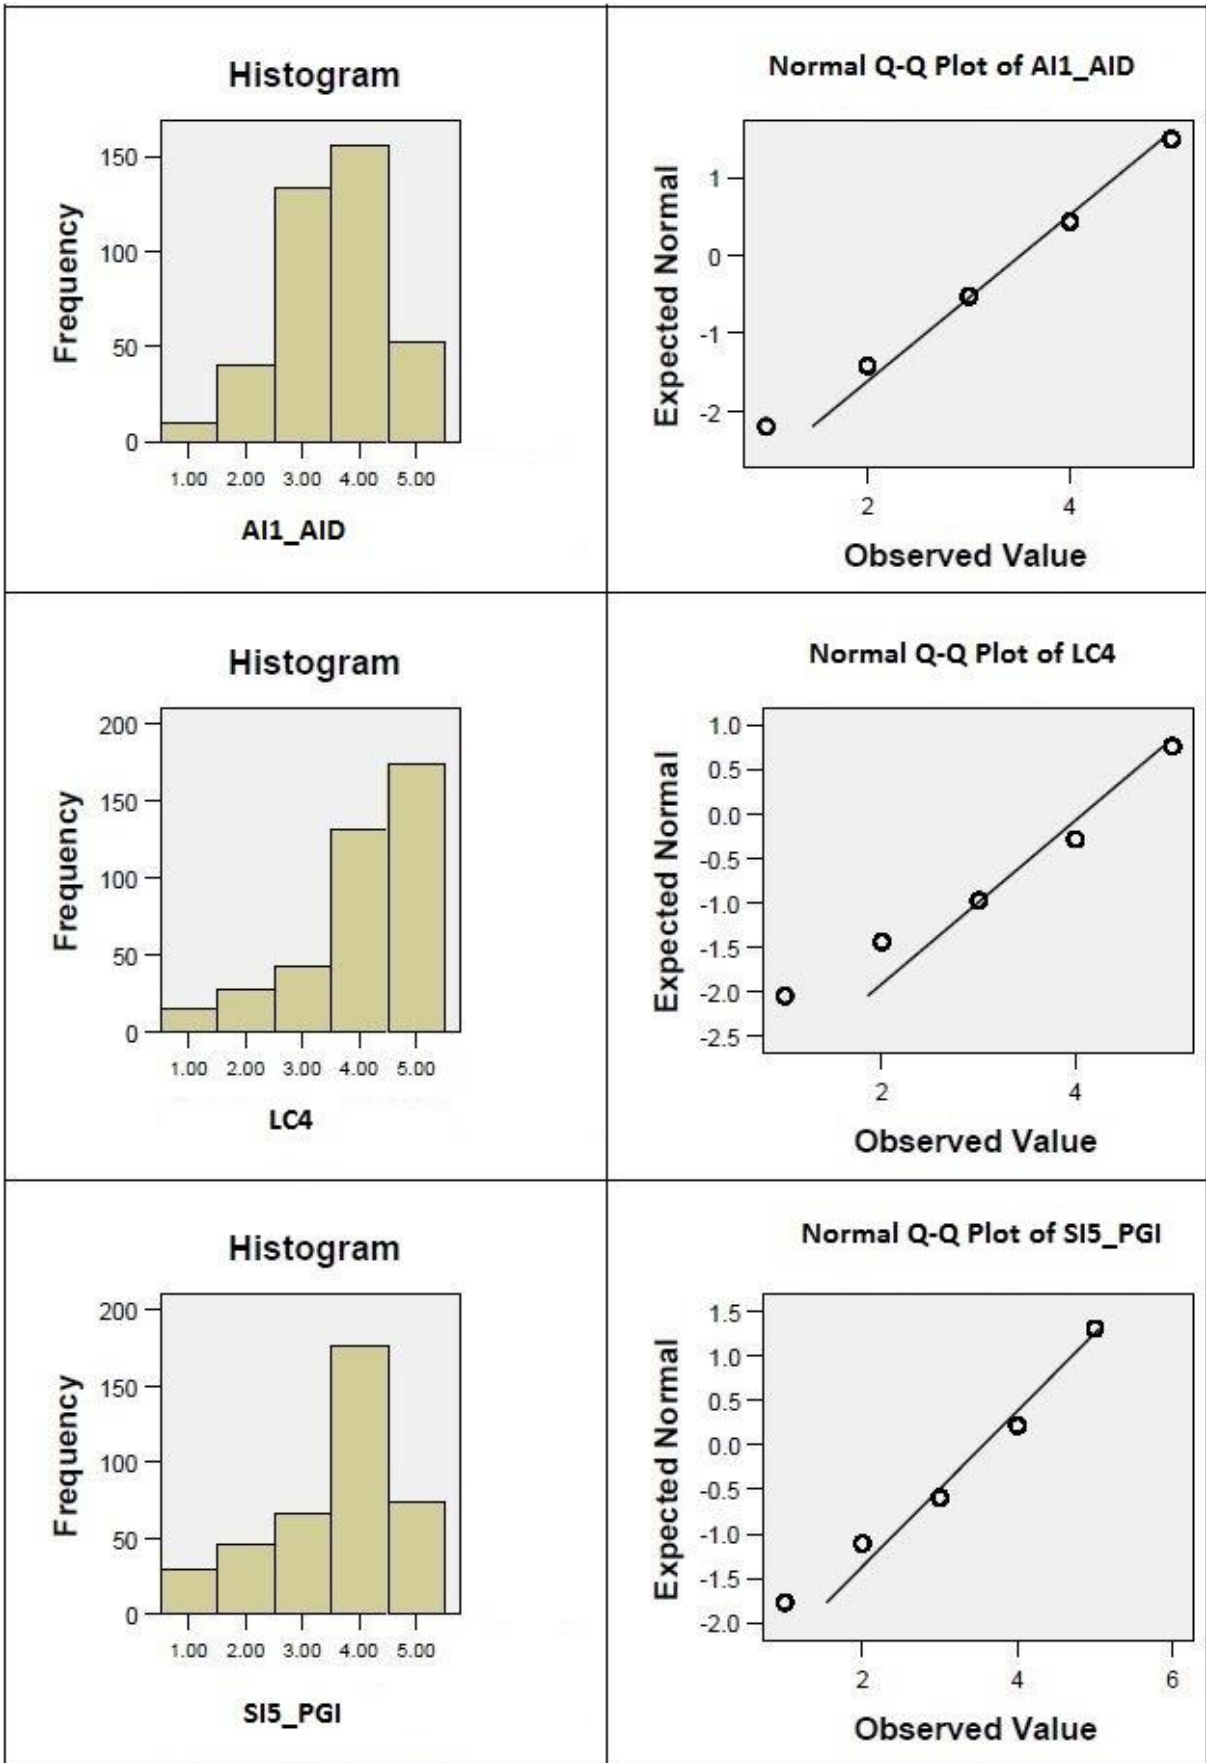 Histogram
Frequency
150
100
50
0
1.00 2.00 3.00 4.00 5.00
AI1_AID
Normal Q-Q Plot of AI1_AID
Expected Normal
1
0
-1
-2
2 4
Observed Value
Histogram
Frequency
200
150
100
50
0
1.00 2.00 3.00 4.00 5.00
LC4
Normal Q-Q Plot of LC4
Expected Normal
1.0
0.5
0.0
-0.5
-1.0
-1.5
-2.0
-2.5
2 4
Observed Value
Histogram
Frequency
200
150
100
50
0
1.00 2.00 3.00 4.00 5.00
SI5_PGI
Normal Q-Q Plot of SI5_PGI
Expected Normal
1.5
1.0
0.5
0.0
-0.5
-1.0
-1.5
-2.0
2 4 6
Observed Value